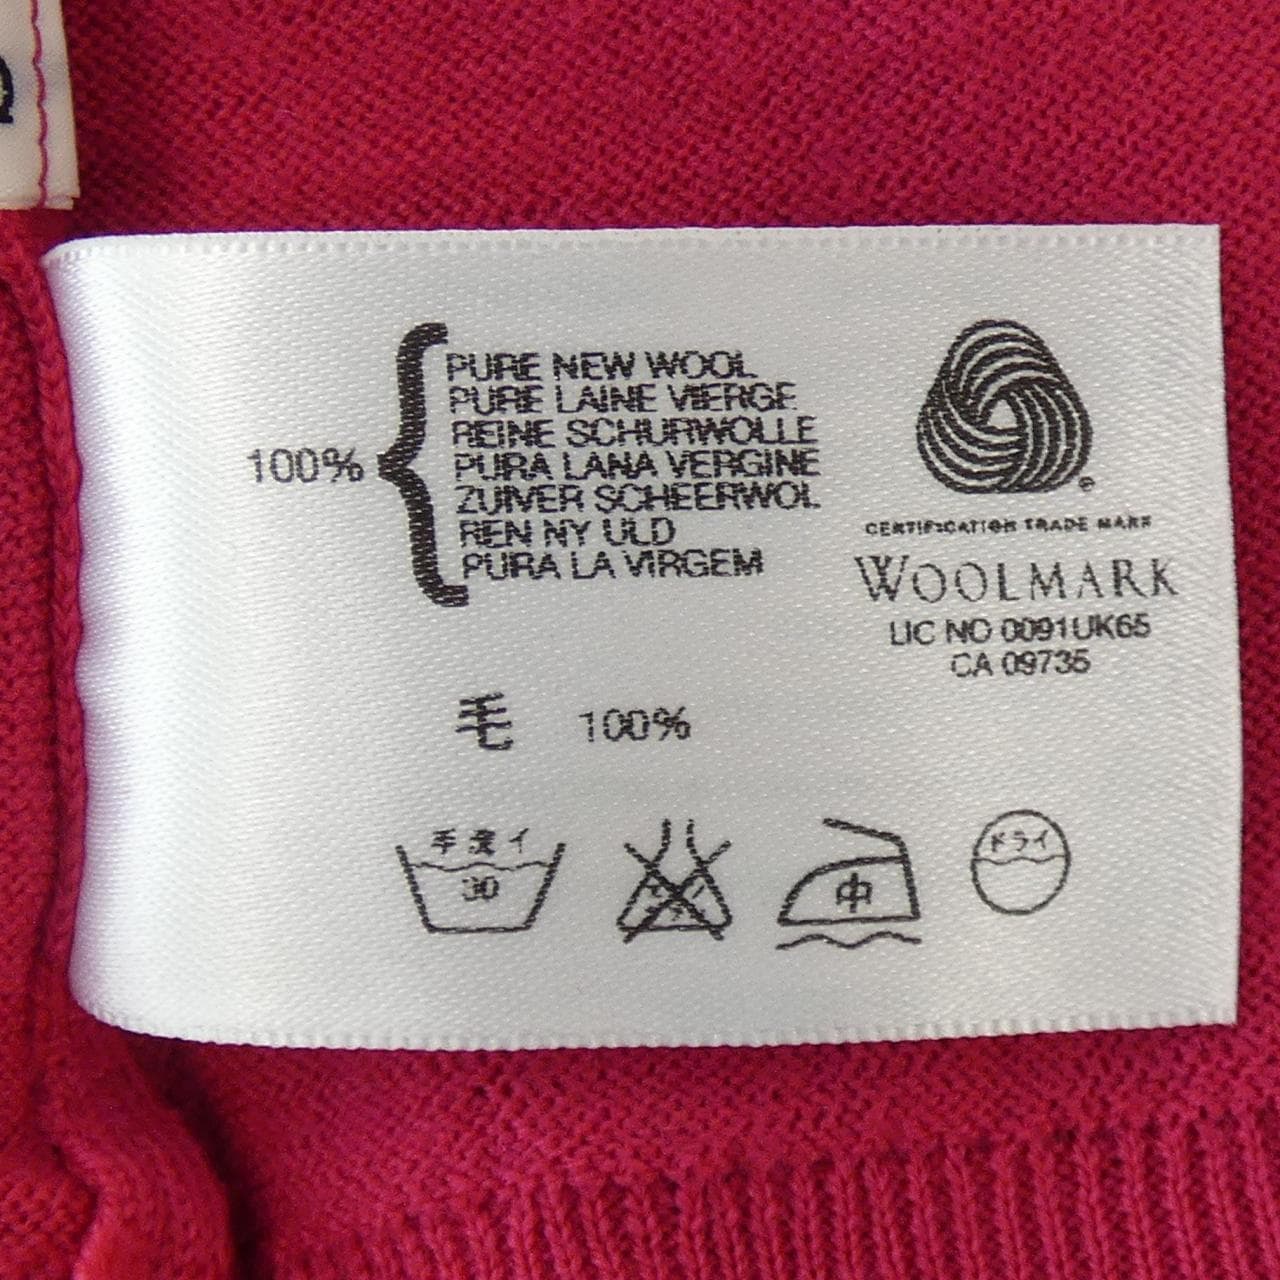 100%
PURE NEW WOOL
PURE LAINE VIERGE
REINE SCHURWOLLE
PURA LANA VERGINE
ZUIVER SCHEERWOL
REN NY ULD
PURA LA VIRGEM
®
CERTIFICATION TRADE MARK
WOOLMARK
LIC NO 0091UK65
CA 09735
毛 100%
手洗イ
30
中
ドライ